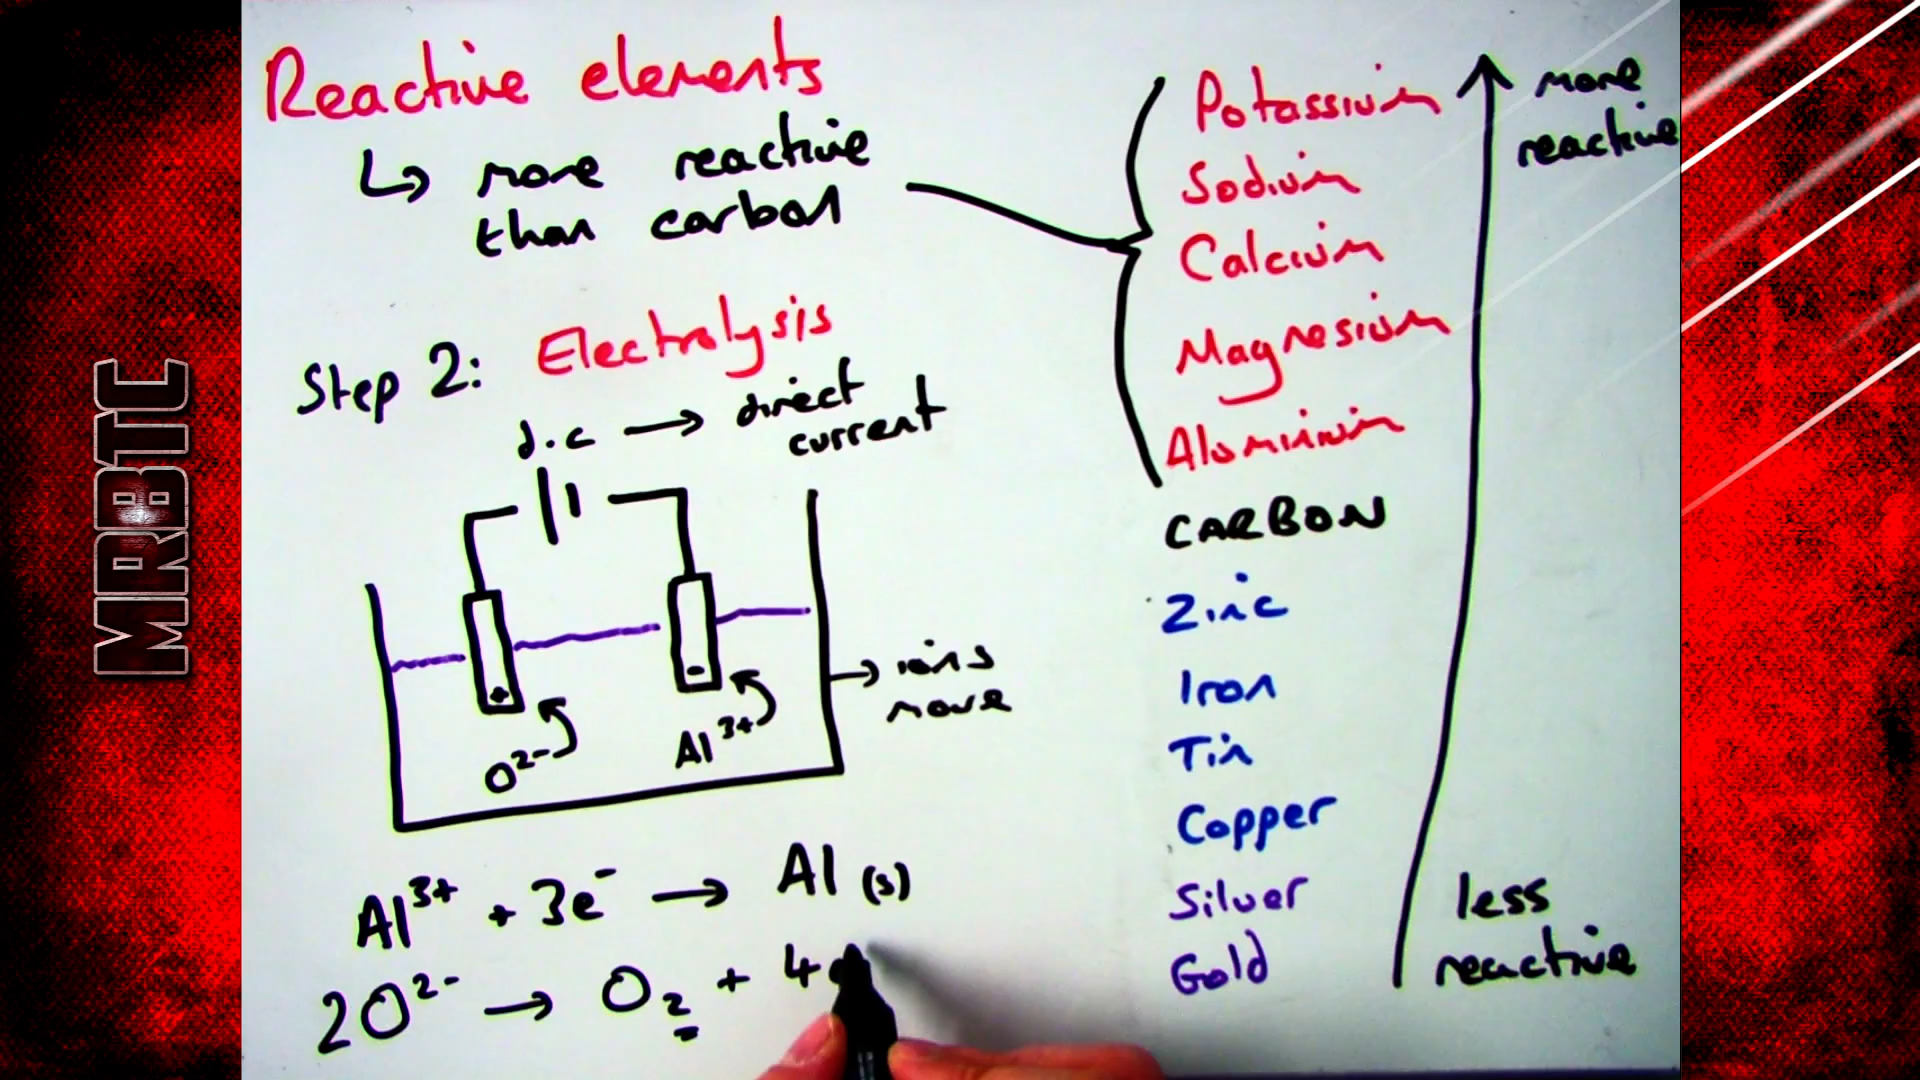 MRBTC
Reactive elements
↳ more reactive
than carbon
Step 2: Electrolysis
d.c → direct
current
+
-
O²⁻
Al³⁺
→ ions
move
Al³⁺ + 3e⁻ → Al (s)
2O²⁻ → O₂ + 4
Potassium
Sodium
Calcium
Magnesium
Aluminium
CARBON
Zinc
Iron
Tin
Copper
Silver
Gold
more
reactive
less
reactive